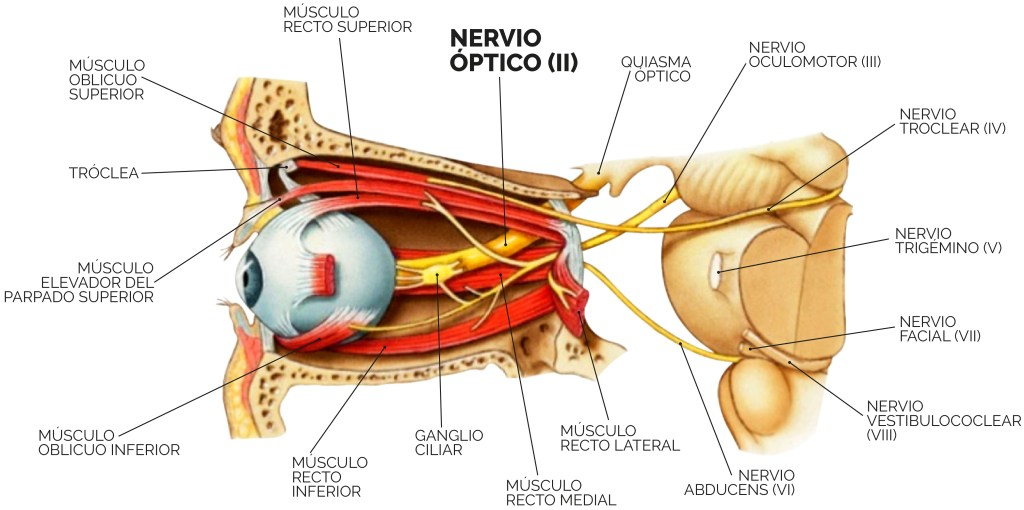 MÚSCULO
RECTO SUPERIOR
NERVIO
ÓPTICO (II)
NERVIO
OCULOMOTOR (III)
QUIASMA
ÓPTICO
MÚSCULO
OBLICUO
SUPERIOR
NERVIO
TROCLEAR (IV)
TRÓCLEA
NERVIO
TRIGEMINO (V)
MÚSCULO
ELEVADOR DEL
PARPADO SUPERIOR
NERVIO
FACIAL (VII)
NERVIO
VESTIBULOCOCLEAR
(VIII)
MÚSCULO
OBLICUO INFERIOR
MÚSCULO
RECTO
INFERIOR
GANGLIO
CILIAR
MÚSCULO
RECTO LATERAL
MÚSCULO
RECTO MEDIAL
NERVIO
ABDUCENS (VI)